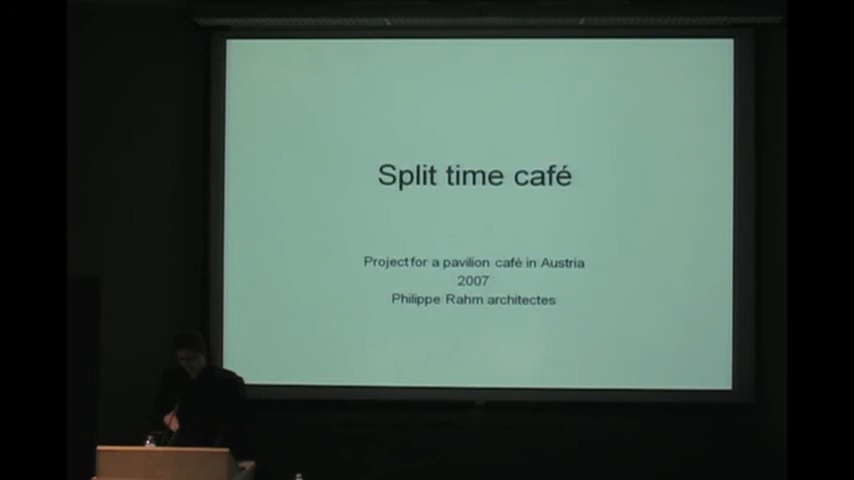 Split time café
Project for a pavilion café in Austria
2007
Philippe Rahm architectes